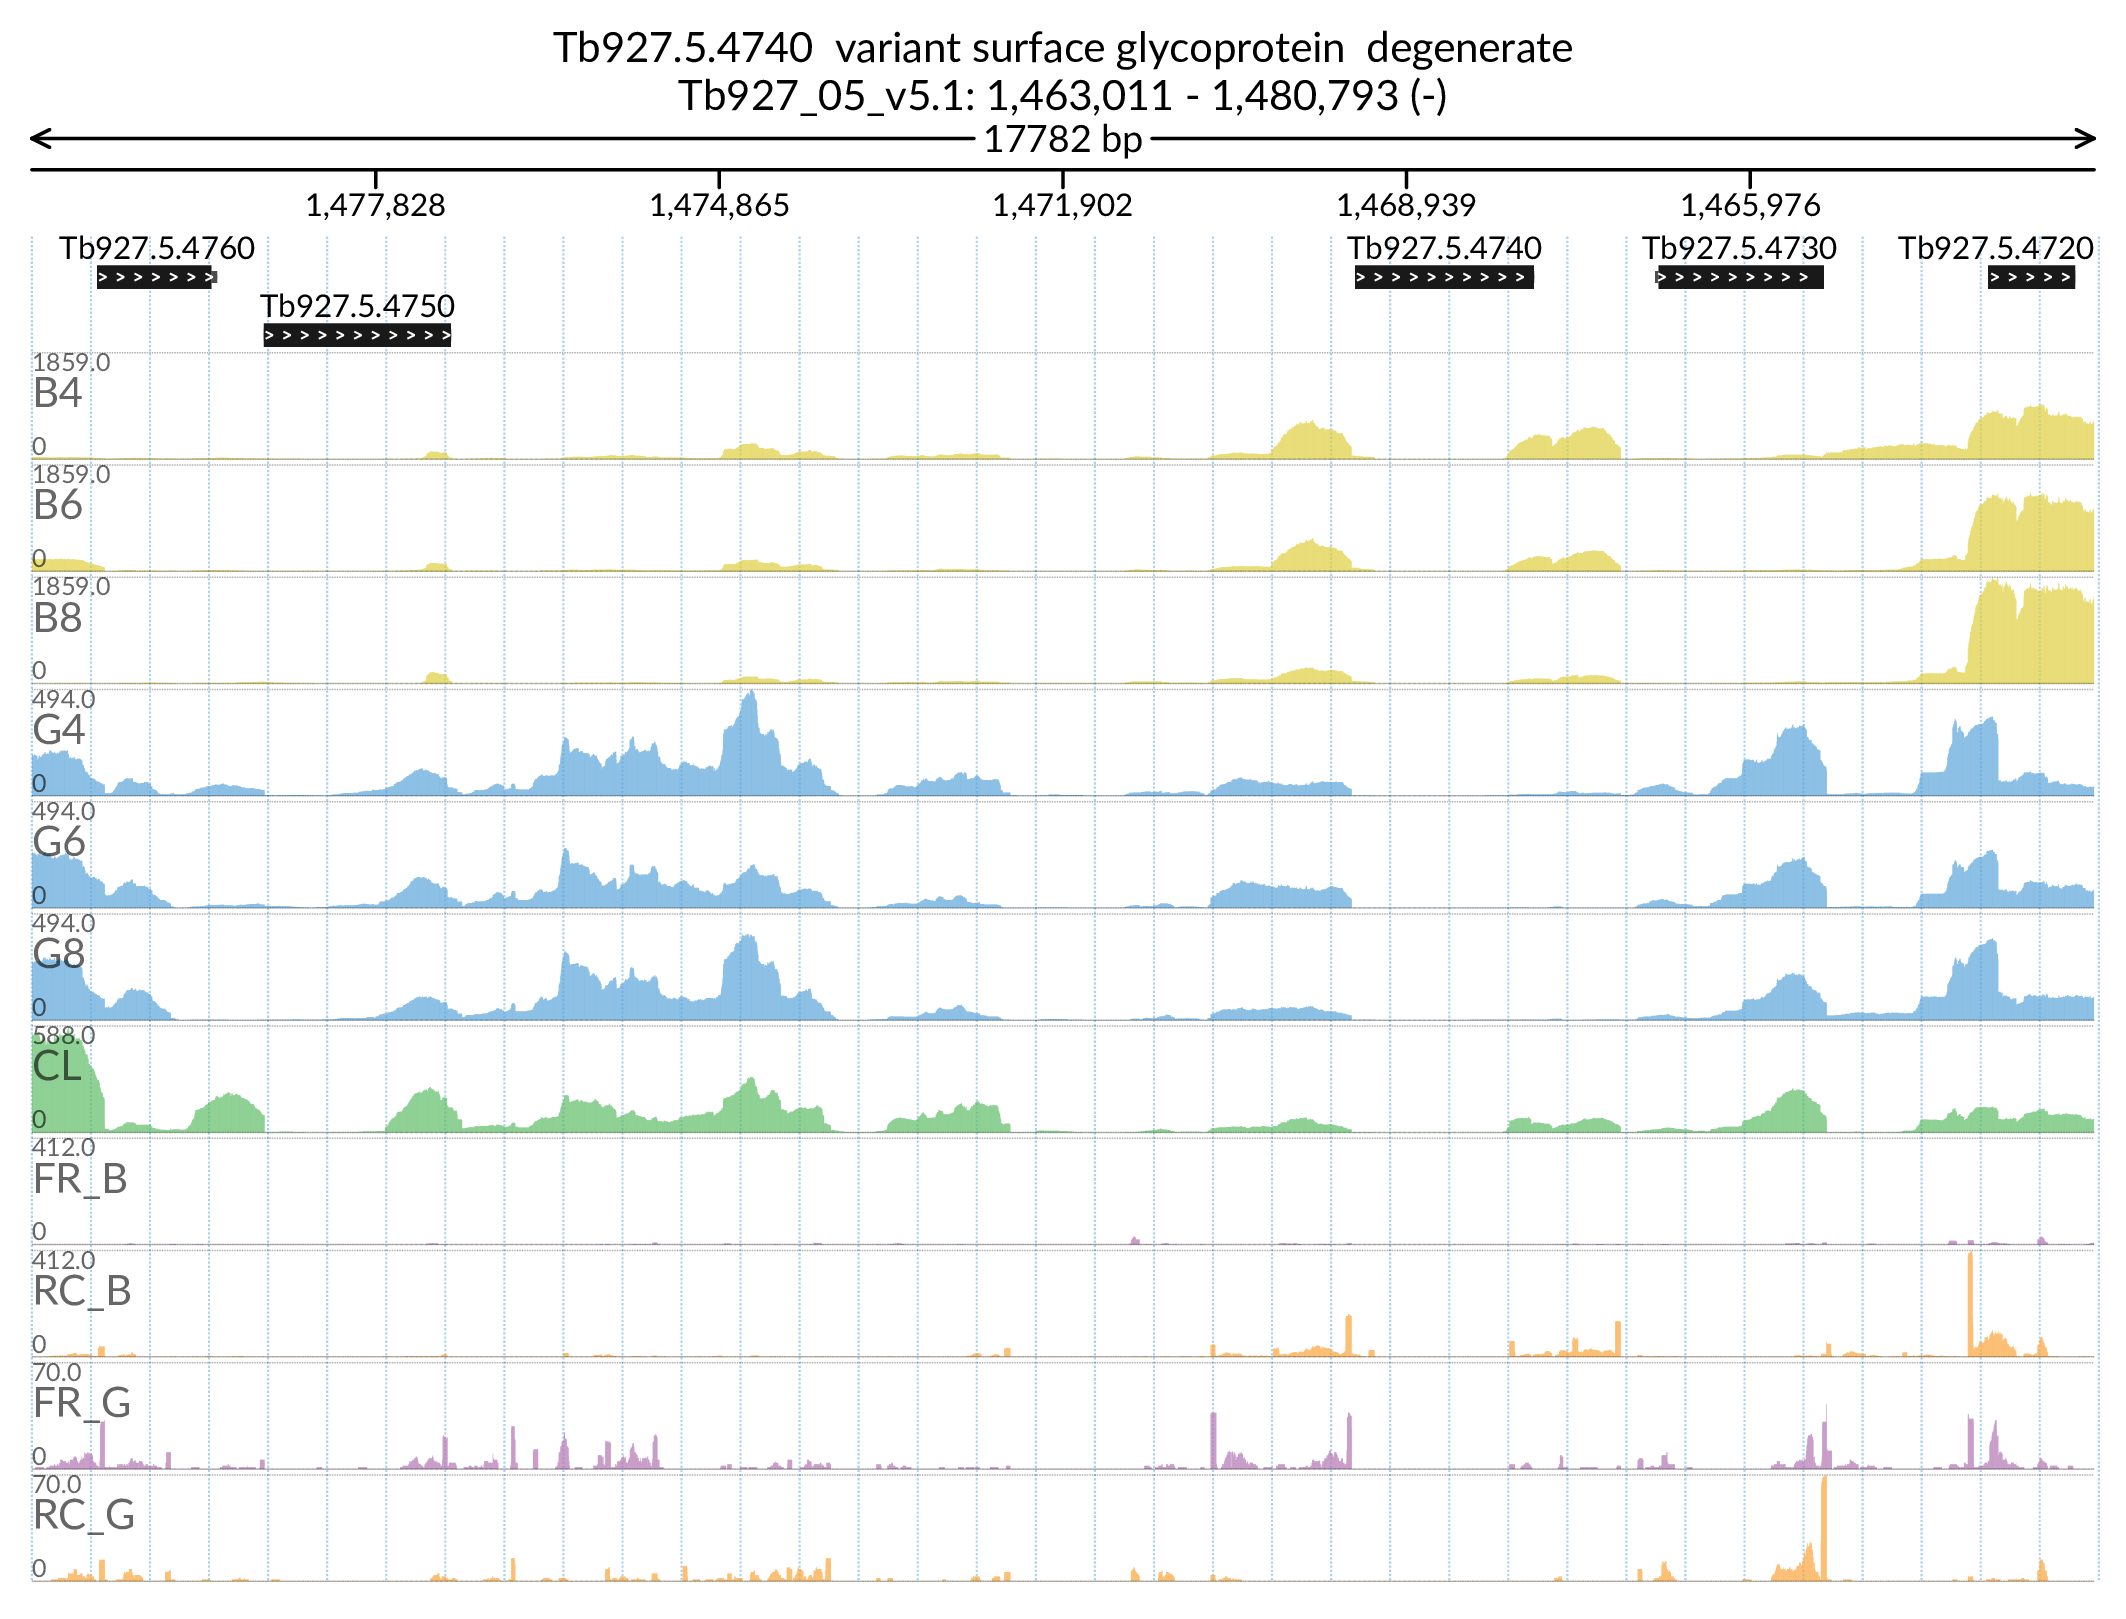 Tb927.5.4740  variant surface glycoprotein  degenerate
Tb927_05_v5.1: 1,463,011 - 1,480,793 (-)
17782 bp
1,477,828 1,474,865 1,471,902 1,468,939 1,465,976
Tb927.5.4760 Tb927.5.4740 Tb927.5.4730 Tb927.5.4720
Tb927.5.4750
1859.0
B4
0
1859.0
B6
0
1859.0
B8
0
494.0
G4
0
494.0
G6
0
494.0
G8
0
588.0
CL
0
412.0
FR_B
0
412.0
RC_B
0
70.0
FR_G
0
70.0
RC_G
0